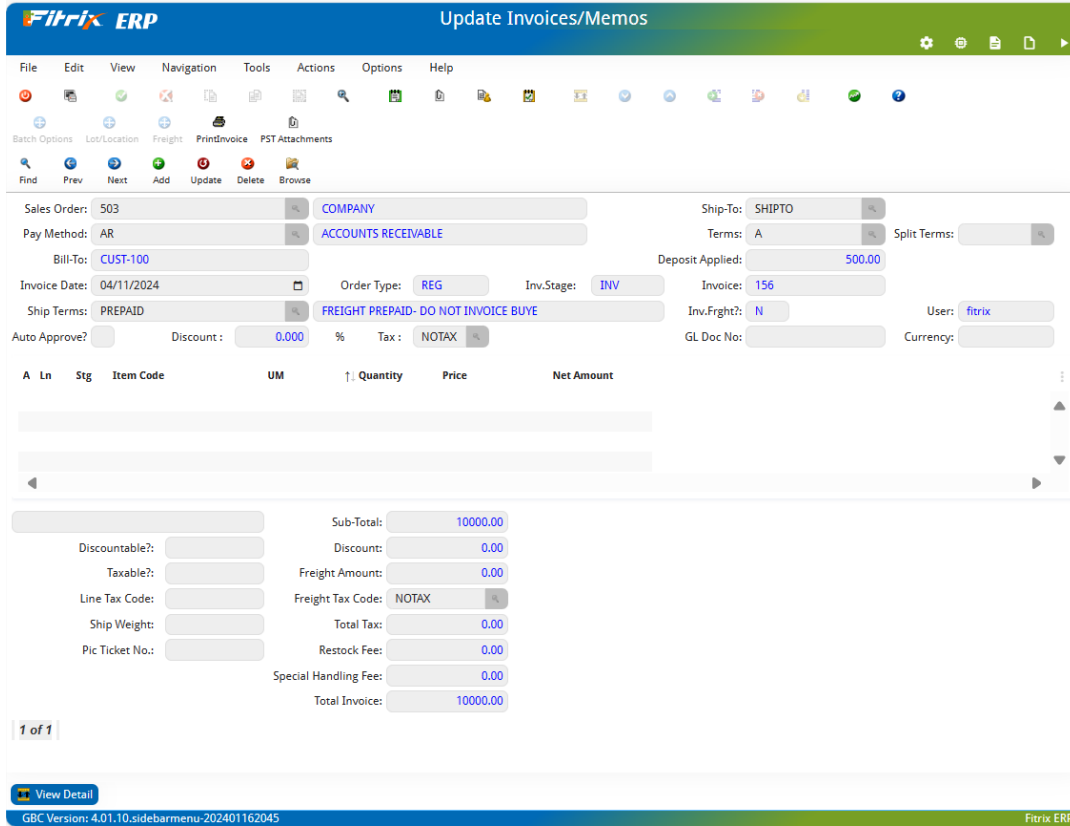 Fitrix ERP
Update Invoices/Memos
File Edit View Navigation Tools Actions Options Help
Batch Options Lot/Location Freight PrintInvoice PST Attachments
Find Prev Next Add Update Delete Browse
Sales Order: 503 COMPANY Ship-To: SHIPTO
Pay Method: AR ACCOUNTS RECEIVABLE Terms: A Split Terms:
Bill-To: CUST-100 Deposit Applied: 500.00
Invoice Date: 04/11/2024 Order Type: REG Inv.Stage: INV Invoice: 156
Ship Terms: PREPAID FREIGHT PREPAID- DO NOT INVOICE BUYE Inv.Frght?: N User: fitrix
Auto Approve? Discount : 0.000 % Tax : NOTAX GL Doc No: Currency:
A Ln Stg Item Code UM ↑↓ Quantity Price Net Amount
Sub-Total: 10000.00
Discountable?: Discount: 0.00
Taxable?: Freight Amount: 0.00
Line Tax Code: Freight Tax Code: NOTAX
Ship Weight: Total Tax: 0.00
Pic Ticket No.: Restock Fee: 0.00
Special Handling Fee: 0.00
Total Invoice: 10000.00
1 of 1
View Detail
GBC Version: 4.01.10.sidebarmenu-202401162045 Fitrix ERP